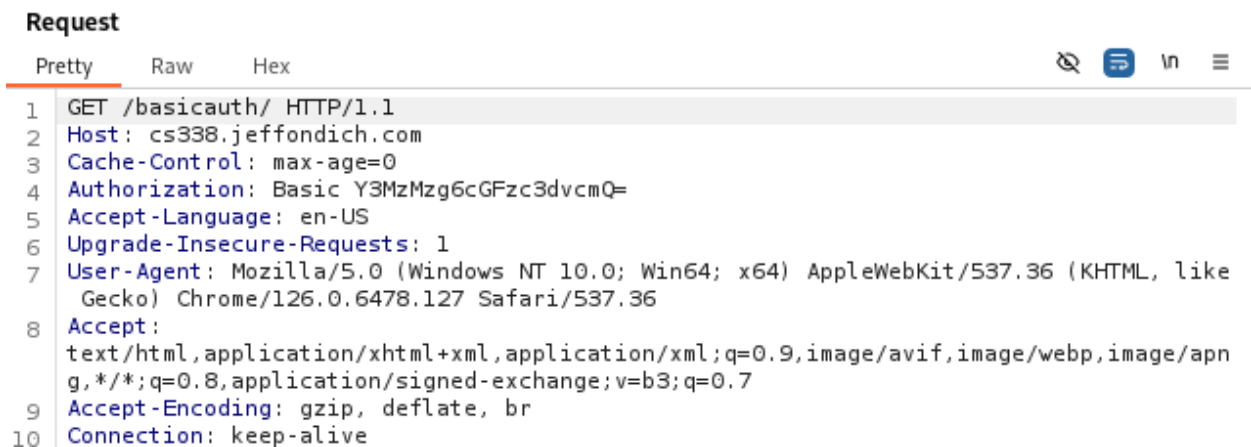 Request
Pretty Raw Hex \n
1 GET /basicauth/ HTTP/1.1
2 Host: cs338.jeffondich.com
3 Cache-Control: max-age=0
4 Authorization: Basic Y3MzMzg6cGFzc3dvcmQ=
5 Accept-Language: en-US
6 Upgrade-Insecure-Requests: 1
7 User-Agent: Mozilla/5.0 (Windows NT 10.0; Win64; x64) AppleWebKit/537.36 (KHTML, like
Gecko) Chrome/126.0.6478.127 Safari/537.36
8 Accept:
text/html,application/xhtml+xml,application/xml;q=0.9,image/avif,image/webp,image/apn
g,*/*;q=0.8,application/signed-exchange;v=b3;q=0.7
9 Accept-Encoding: gzip, deflate, br
10 Connection: keep-alive